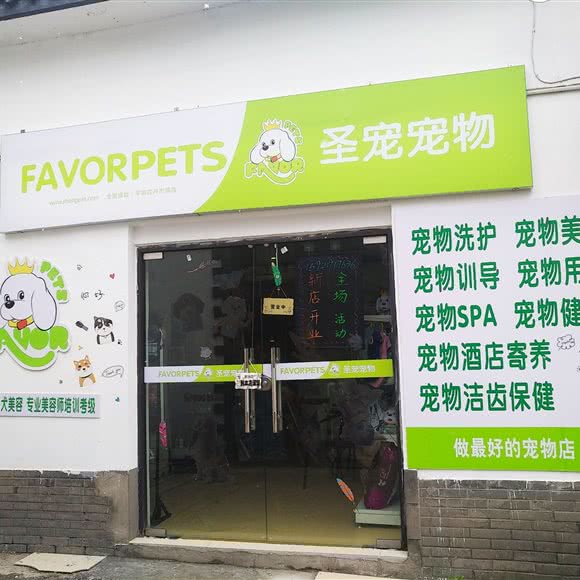 FAVORPETS
圣宠宠物
PETS
FAVOR
PETS
FAVOR
犬美容 专业美容师培训考级
营业中
全场活动
新店开业
FAVORPETS 圣宠宠物
FAVORPETS 圣宠宠物
宠物洗护 宠物美
宠物训导 宠物用
宠物SPA 宠物健
宠物酒店寄养
宠物洁齿保健
做最好的宠物店